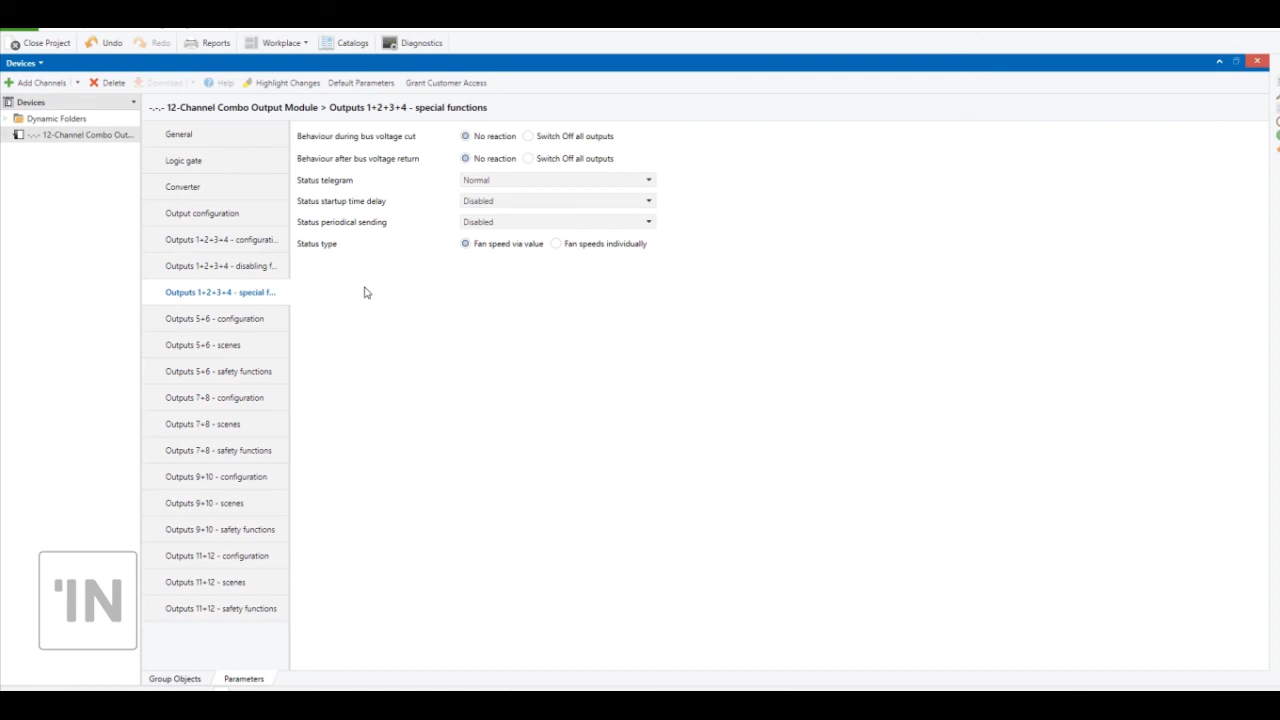 Close Project Undo Redo Reports Workplace Catalogs Diagnostics
Devices
Add Channels Delete Download Help Highlight Changes Default Parameters Grant Customer Access
Devices
Dynamic Folders
-.-.- 12-Channel Combo Out...
-.-.- 12-Channel Combo Output Module > Outputs 1+2+3+4 - special functions
General
Logic gate
Converter
Output configuration
Outputs 1+2+3+4 - configurati...
Outputs 1+2+3+4 - disabling f...
Outputs 1+2+3+4 - special f...
Outputs 5+6 - configuration
Outputs 5+6 - scenes
Outputs 5+6 - safety functions
Outputs 7+8 - configuration
Outputs 7+8 - scenes
Outputs 7+8 - safety functions
Outputs 9+10 - configuration
Outputs 9+10 - scenes
Outputs 9+10 - safety functions
Outputs 11+12 - configuration
Outputs 11+12 - scenes
Outputs 11+12 - safety functions
Behaviour during bus voltage cut No reaction Switch Off all outputs
Behaviour after bus voltage return No reaction Switch Off all outputs
Status telegram Normal
Status startup time delay Disabled
Status periodical sending Disabled
Status type Fan speed via value Fan speeds individually
'IN
Group Objects Parameters